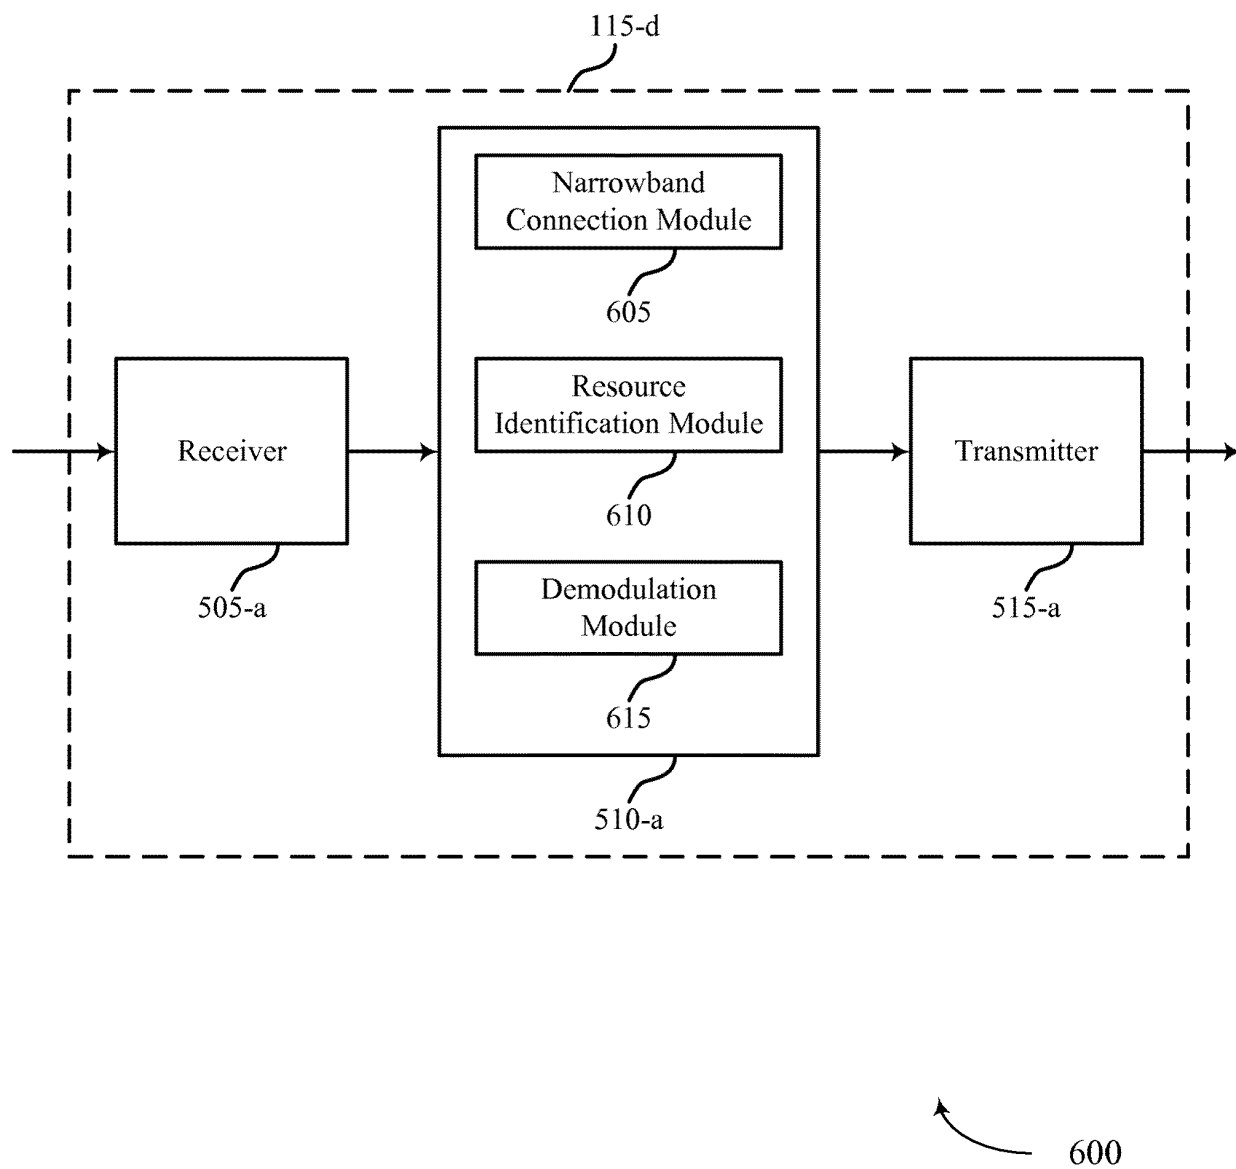 115-d
Narrowband
Connection Module
605
Receiver
505-a
Resource
Identification Module
610
Transmitter
515-a
Demodulation
Module
615
510-a
600